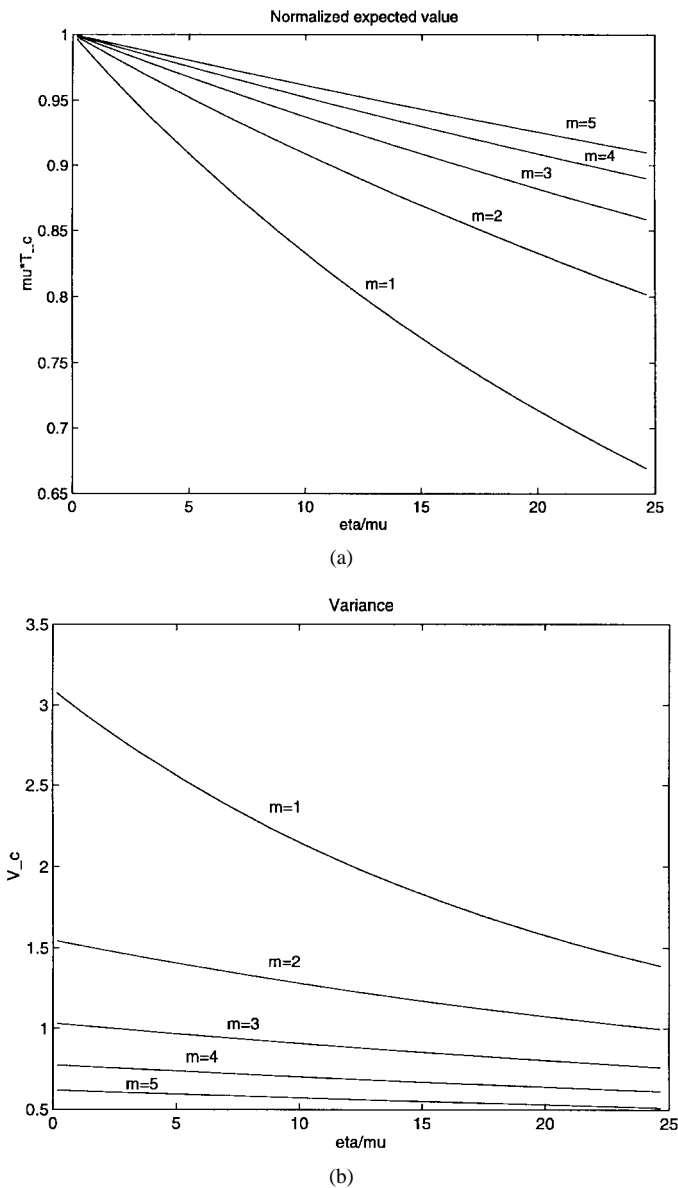 Normalized expected value
1
0.95
0.9
0.85
0.8
0.75
0.7
0.65
mu*T_c
m=5
m=4
m=3
m=2
m=1
0 5 10 15 20 25
eta/mu
(a)
Variance
3.5
3
2.5
2
1.5
1
0.5
V_c
m=1
m=2
m=3
m=4
m=5
0 5 10 15 20 25
eta/mu
(b)